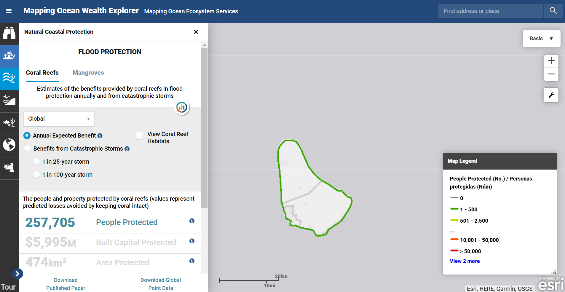 Mapping Ocean Wealth Explorer Mapping Ocean Ecosystem Services
Find address or place
Natural Coastal Protection
FLOOD PROTECTION
Coral Reefs Mangroves
Estimates of the benefits provided by coral reefs in flood
protection annually and from catastrophic storms
Global
Annual Expected Benefit
View Coral Reef
Habitats
Benefits from Catastrophic Storms
1 in 25 year storm
1 in 100 year storm
The people and property protected by coral reefs (values represent
predicted losses avoided by keeping coral intact)
257,705 People Protected
$5,995M Built Capital Protected
474km² Area Protected
Download
Published Paper
Download Global
Point Data
Tour
Basic
Map Legend
People Protected (No.) / Personas
protegidas (Núm)
0
1 - 500
501 - 2,500
...
10,001 - 50,000
> 50,000
View 2 more
10mi
Esri, HERE, Garmin, USGS
POWERED BY
esri